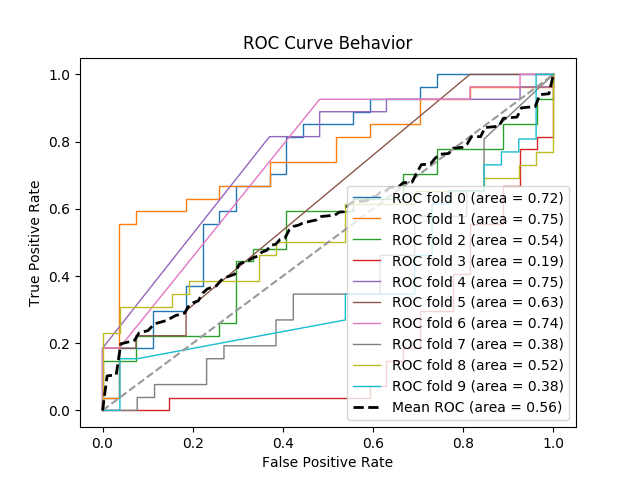 ROC Curve Behavior
True Positive Rate
1.0
0.8
0.6
0.4
0.2
0.0
ROC fold 0 (area = 0.72)
ROC fold 1 (area = 0.75)
ROC fold 2 (area = 0.54)
ROC fold 3 (area = 0.19)
ROC fold 4 (area = 0.75)
ROC fold 5 (area = 0.63)
ROC fold 6 (area = 0.74)
ROC fold 7 (area = 0.38)
ROC fold 8 (area = 0.52)
ROC fold 9 (area = 0.38)
Mean ROC (area = 0.56)
0.0 0.2 0.4 0.6 0.8 1.0
False Positive Rate